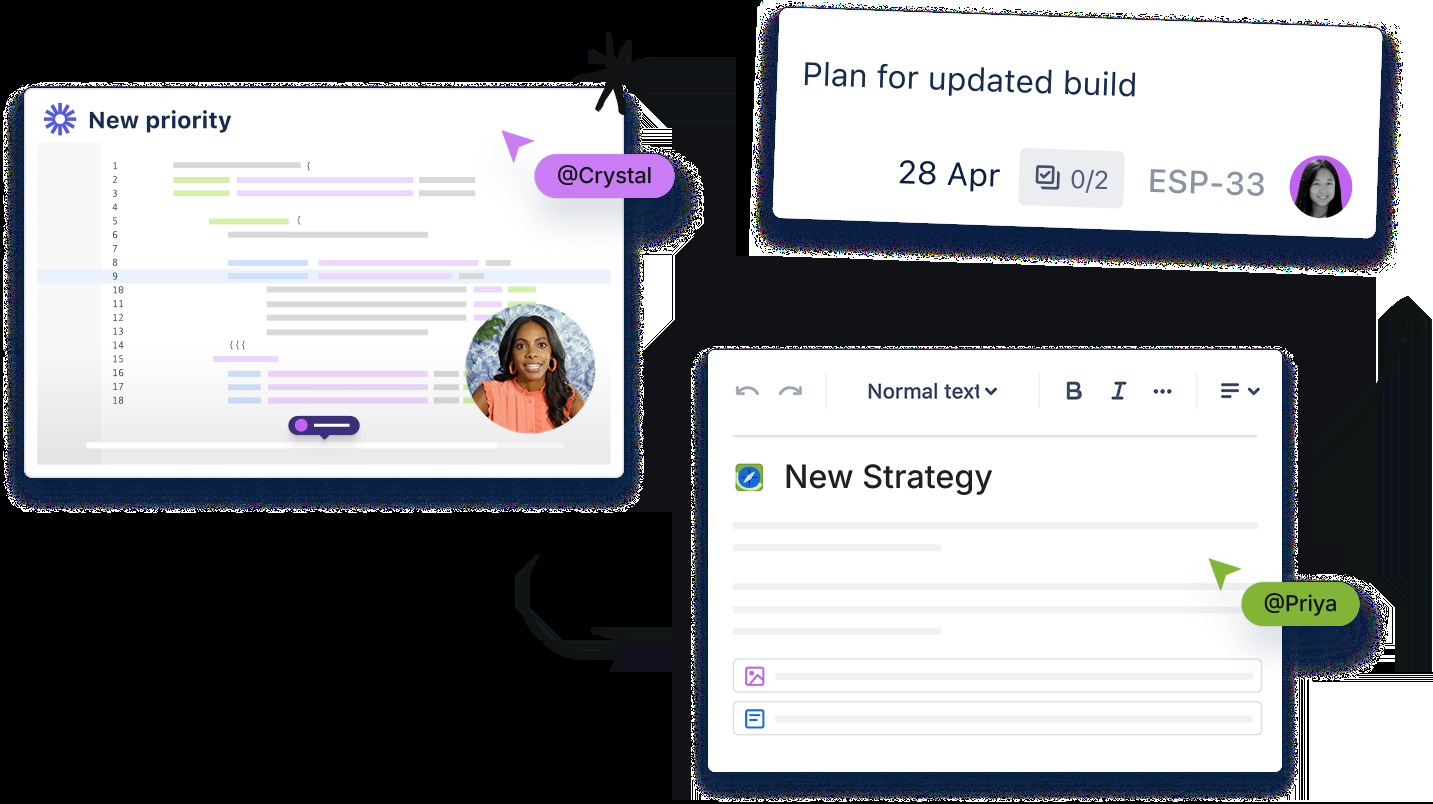 New priority
@Crystal
1 {
2
3
4
5 {
6
7
8
9
10
11
12
13
14 {{{
15
16
17
18
Plan for updated build
28 Apr 0/2 ESP-33
Normal text B I
New Strategy
@Priya